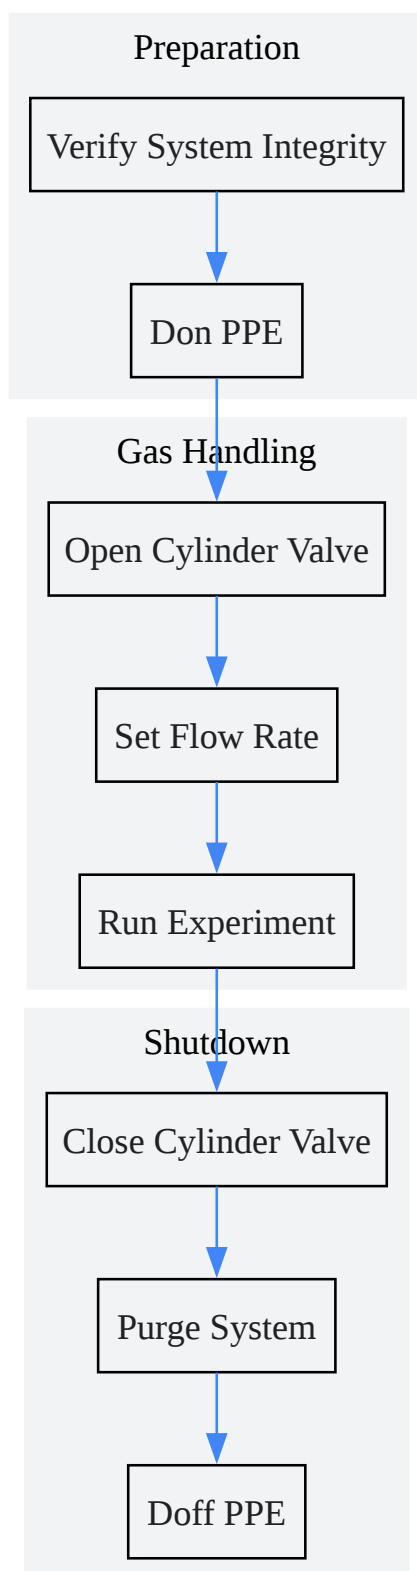 Preparation
Verify System Integrity
Don PPE
Gas Handling
Open Cylinder Valve
Set Flow Rate
Run Experiment
Shutdown
Close Cylinder Valve
Purge System
Doff PPE